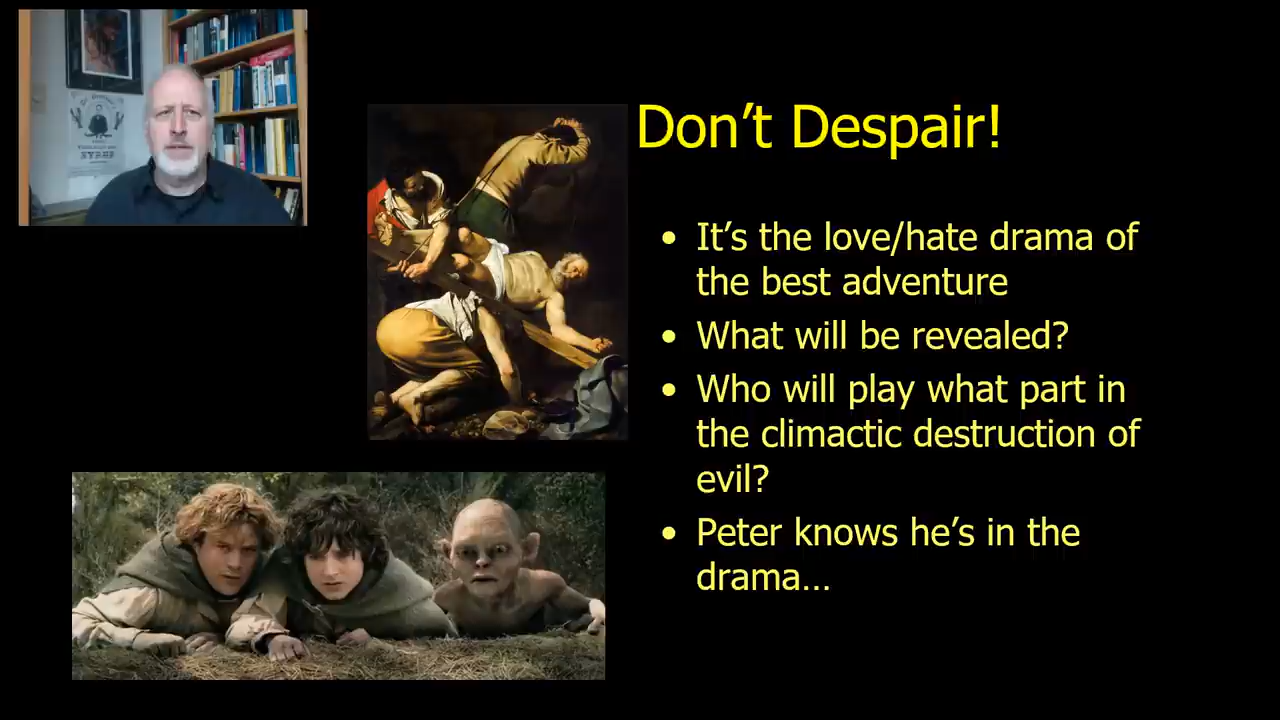 Don't Despair!
• It's the love/hate drama of
the best adventure
• What will be revealed?
• Who will play what part in
the climactic destruction of
evil?
• Peter knows he's in the
drama...